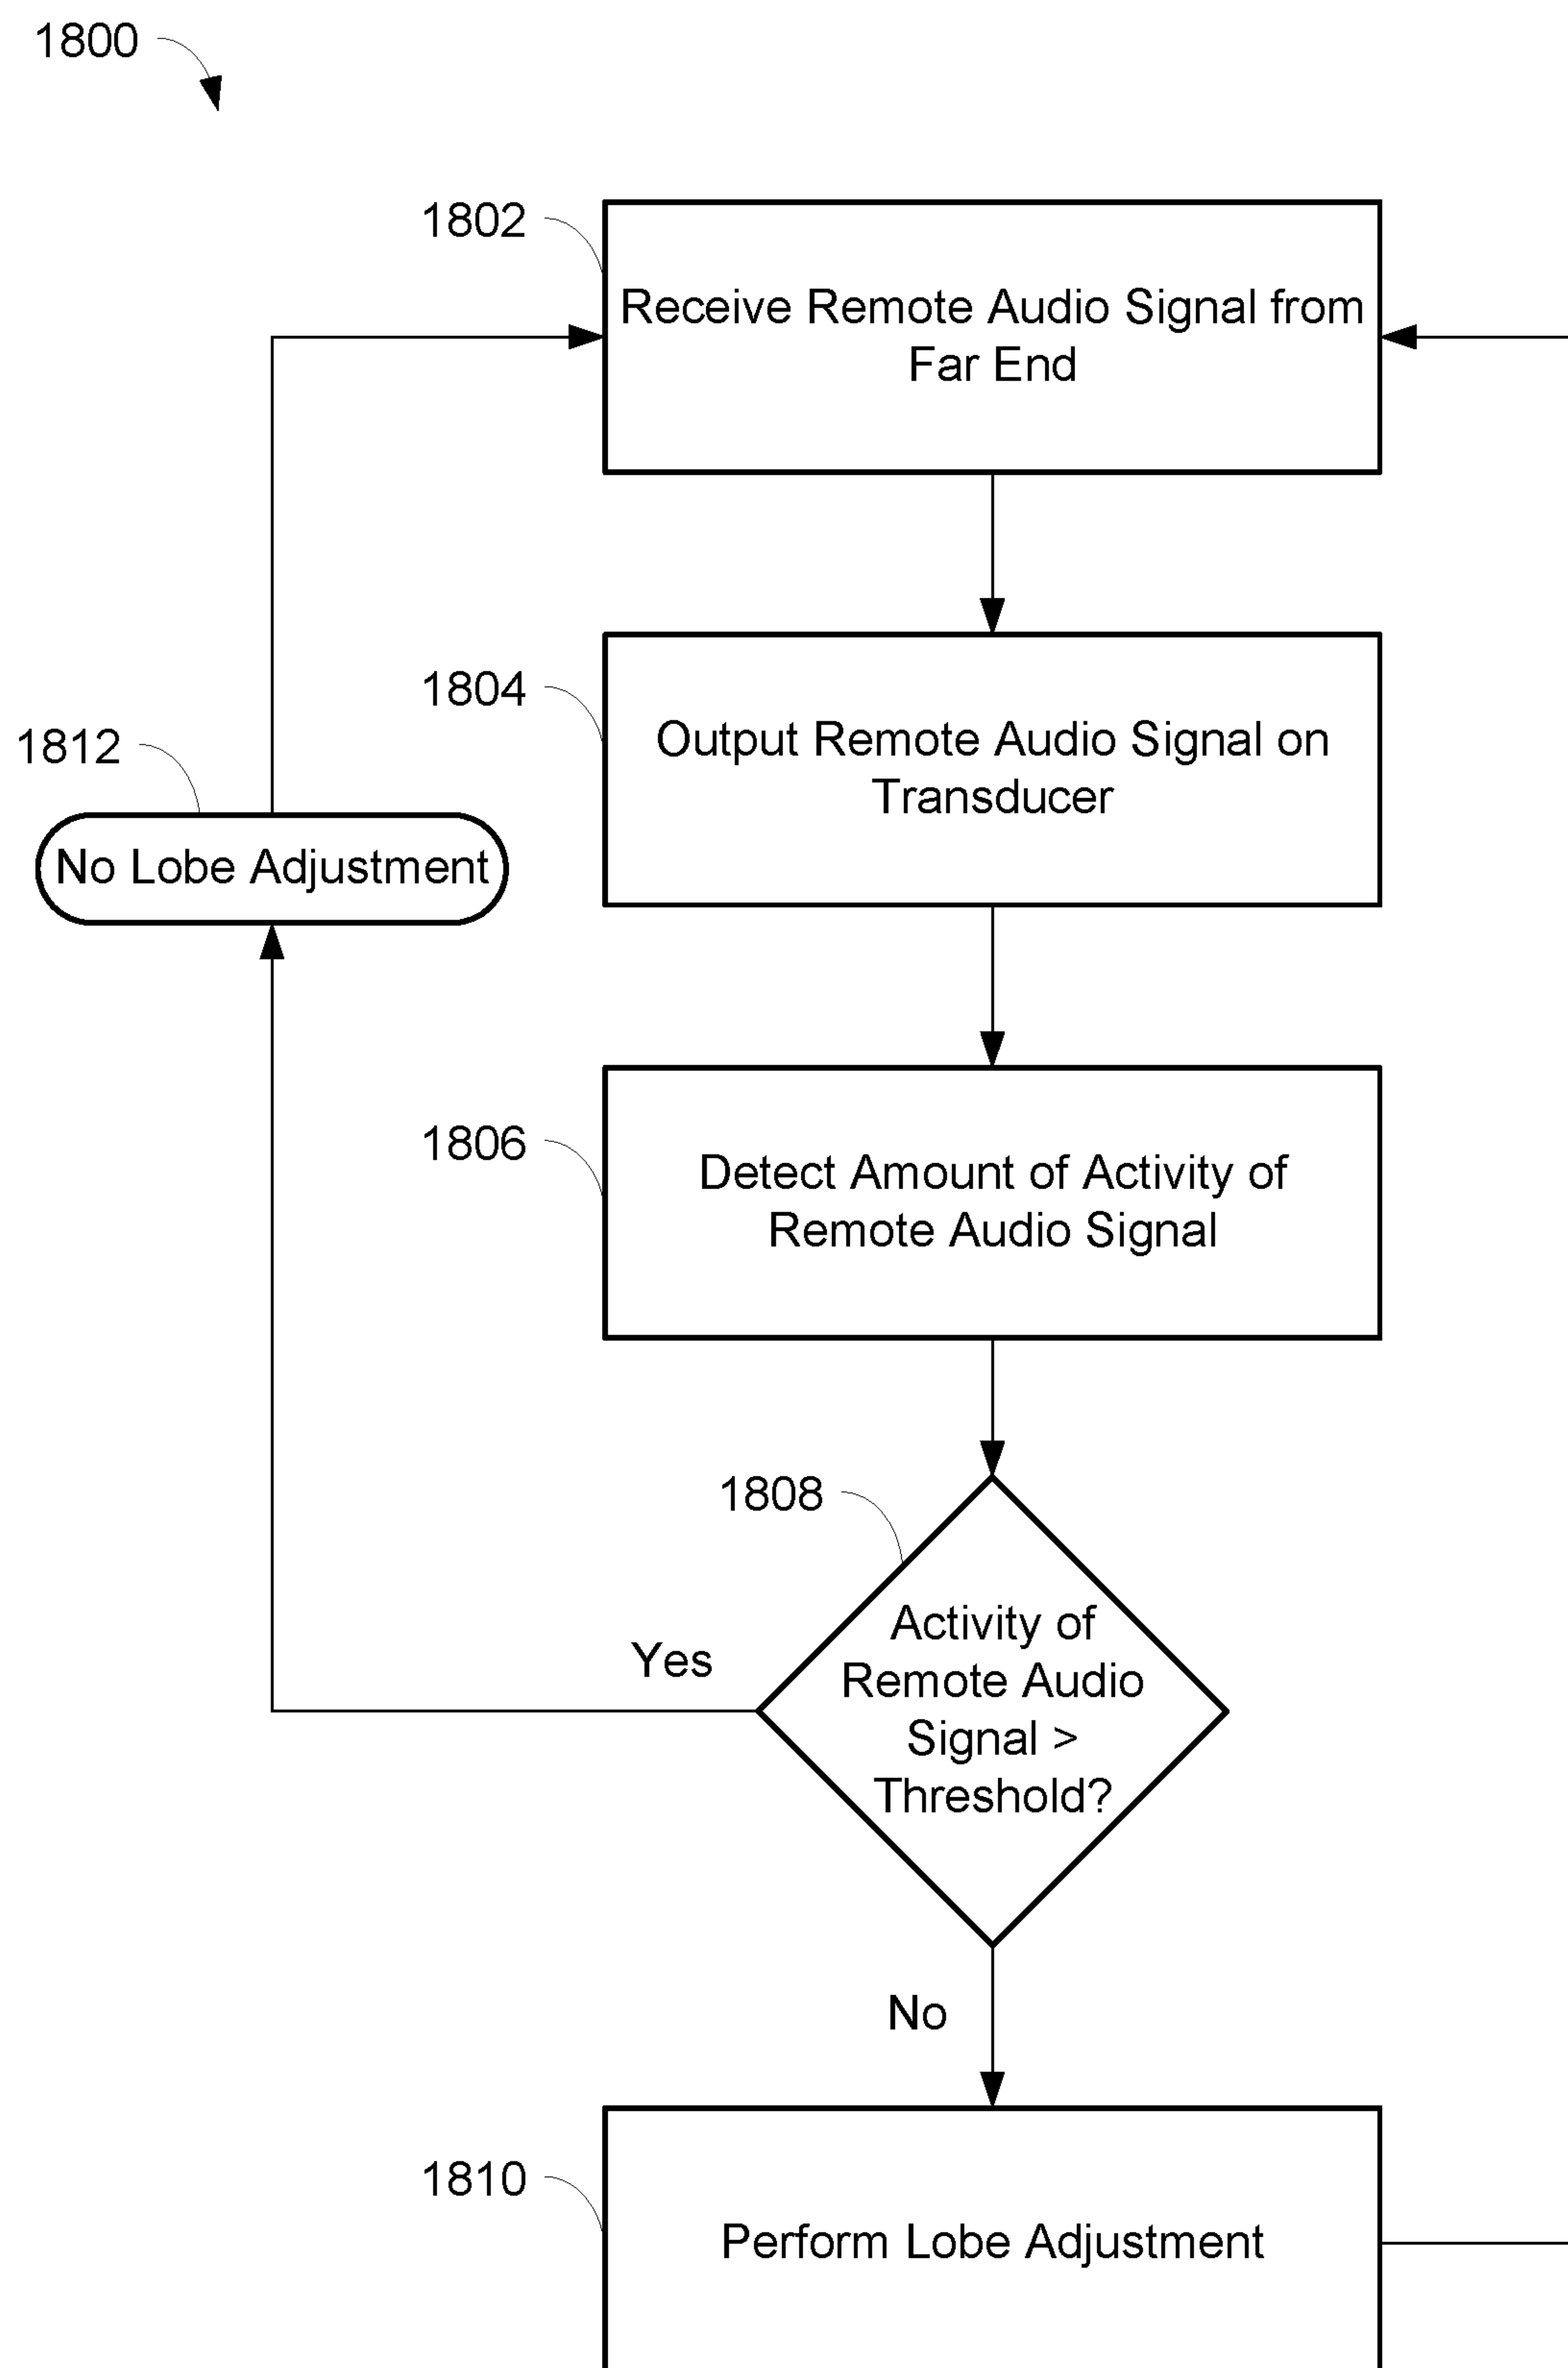 1800
1802
Receive Remote Audio Signal from
Far End
1804
Output Remote Audio Signal on
Transducer
1812
No Lobe Adjustment
1806
Detect Amount of Activity of
Remote Audio Signal
1808
Activity of
Remote Audio
Signal >
Threshold?
Yes
No
1810
Perform Lobe Adjustment